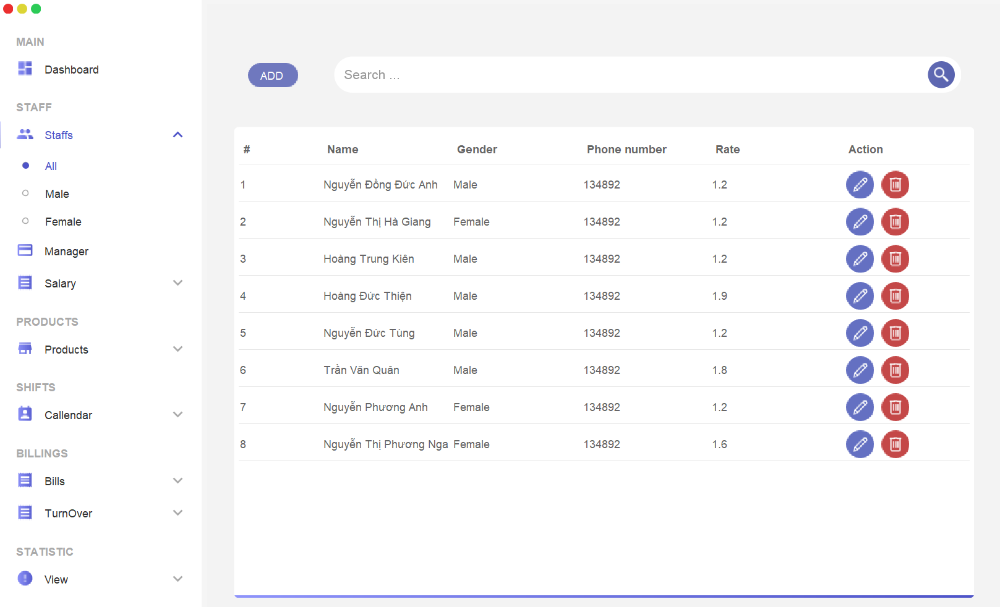 MAIN
Dashboard
STAFF
Staffs
All
Male
Female
Manager
Salary
PRODUCTS
Products
SHIFTS
Callendar
BILLINGS
Bills
TurnOver
STATISTIC
View
ADD
Search ...
# Name Gender Phone number Rate Action
1 Nguyễn Đồng Đức Anh Male 134892 1.2
2 Nguyễn Thị Hà Giang Female 134892 1.2
3 Hoàng Trung Kiên Male 134892 1.2
4 Hoàng Đức Thiện Male 134892 1.9
5 Nguyễn Đức Tùng Male 134892 1.2
6 Trần Văn Quân Male 134892 1.8
7 Nguyễn Phương Anh Female 134892 1.2
8 Nguyễn Thị Phương Nga Female 134892 1.6